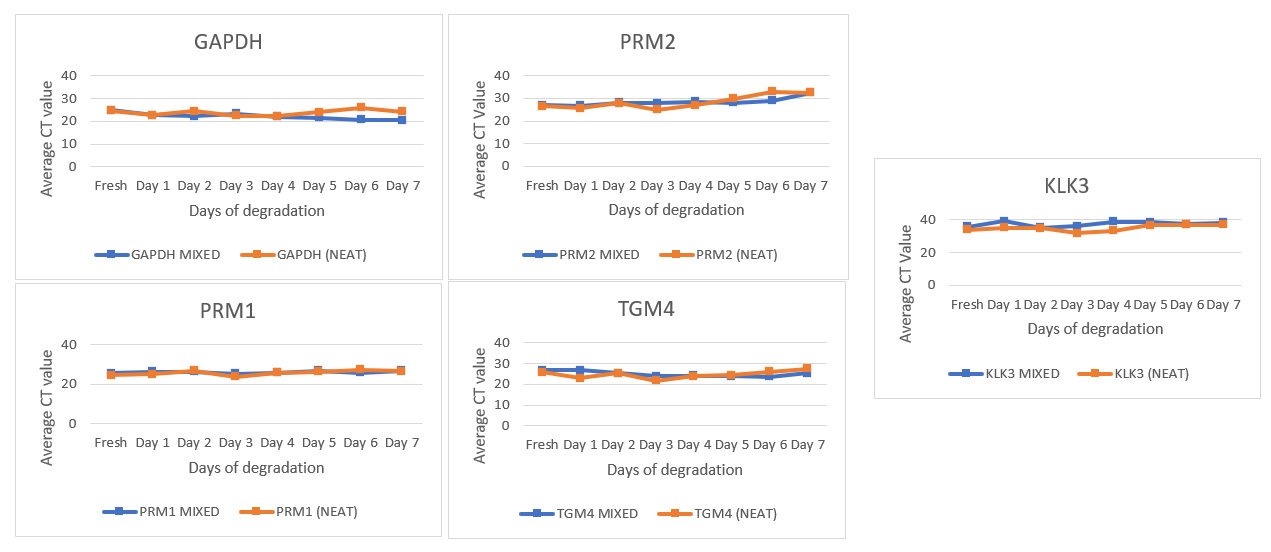 GAPDH
Average CT value
40
30
20
10
0
Fresh Day 1 Day 2 Day 3 Day 4 Day 5 Day 6 Day 7
Days of degradation
GAPDH MIXED GAPDH (NEAT)
PRM2
Average CT Value
40
30
20
10
0
Fresh Day 1 Day 2 Day 3 Day 4 Day 5 Day 6 Day 7
Days of degradation
PRM2 MIXED PRM2 (NEAT)
KLK3
Average CT Value
40
20
0
Fresh Day 1 Day 2 Day 3 Day 4 Day 5 Day 6 Day 7
Days of degradation
KLK3 MIXED KLK3 (NEAT)
PRM1
Average CT value
40
20
0
Fresh Day 1 Day 2 Day 3 Day 4 Day 5 Day 6 Day 7
Days of degradation
PRM1 MIXED PRM1 (NEAT)
TGM4
Average CT value
40
30
20
10
0
Fresh Day 1 Day 2 Day 3 Day 4 Day 5 Day 6 Day 7
Days of degradation
TGM4 MIXED TGM4 (NEAT)